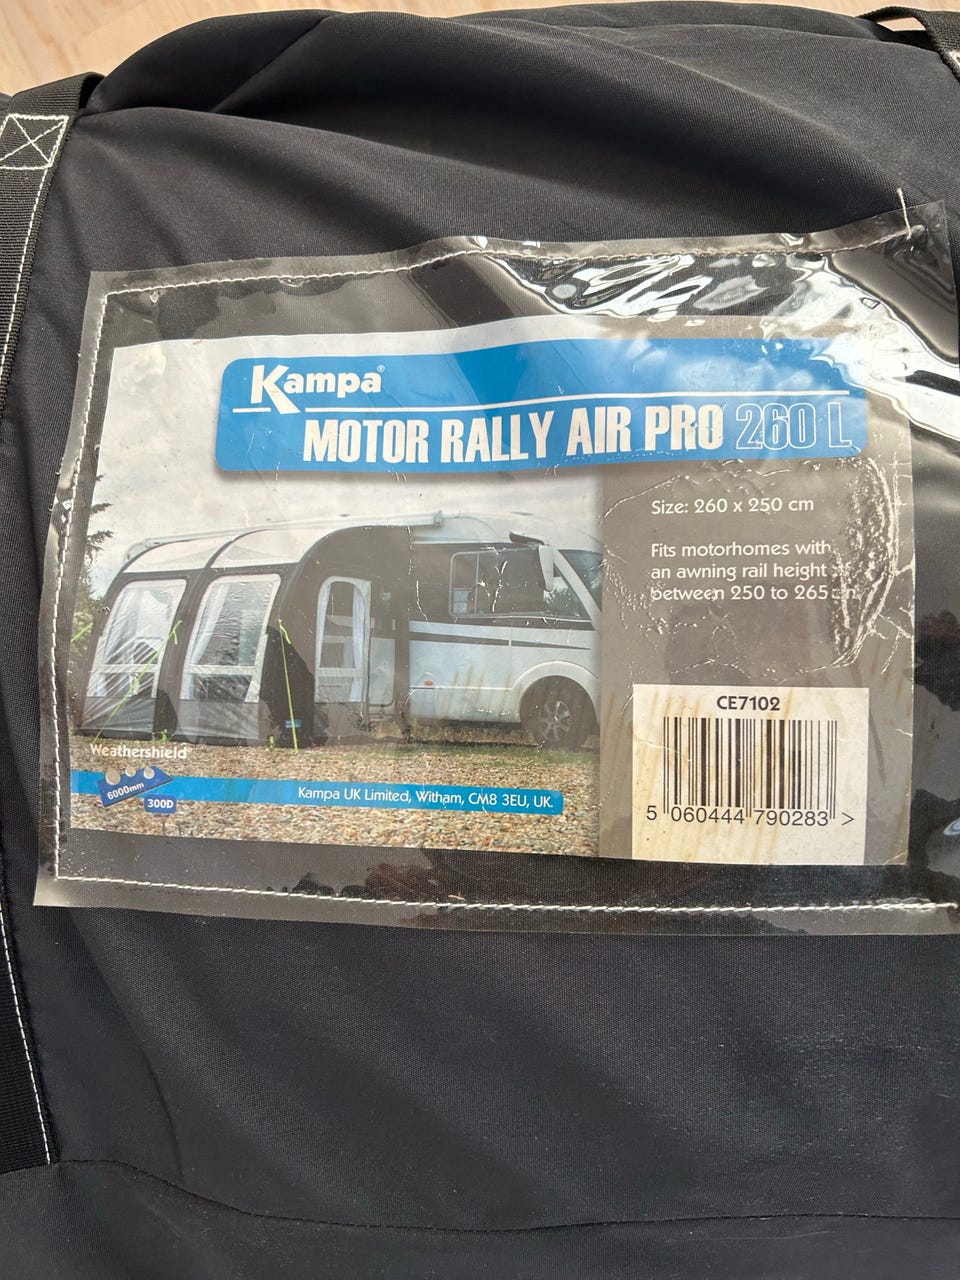 Kampa®
MOTOR RALLY AIR PRO 260 L
Size: 260 x 250 cm
Fits motorhomes with
an awning rail height
between 250 to 265cm
Weathershield
6000mm
300D
Kampa UK Limited, Witham, CM8 3EU, UK.
CE7102
5 060444 790283 >